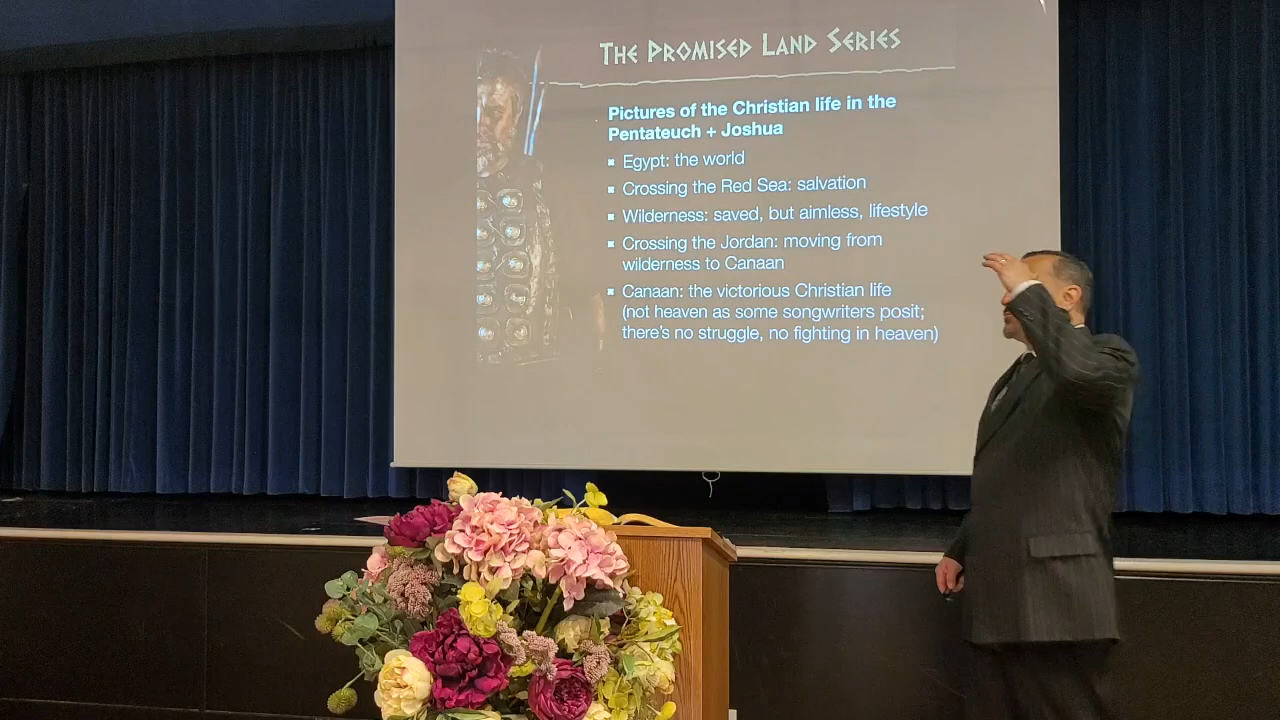 THE PROMISED LAND SERIES
Pictures of the Christian life in the
Pentateuch + Joshua
▪ Egypt: the world
▪ Crossing the Red Sea: salvation
▪ Wilderness: saved, but aimless, lifestyle
▪ Crossing the Jordan: moving from
wilderness to Canaan
▪ Canaan: the victorious Christian life
(not heaven as some songwriters posit;
there's no struggle, no fighting in heaven)